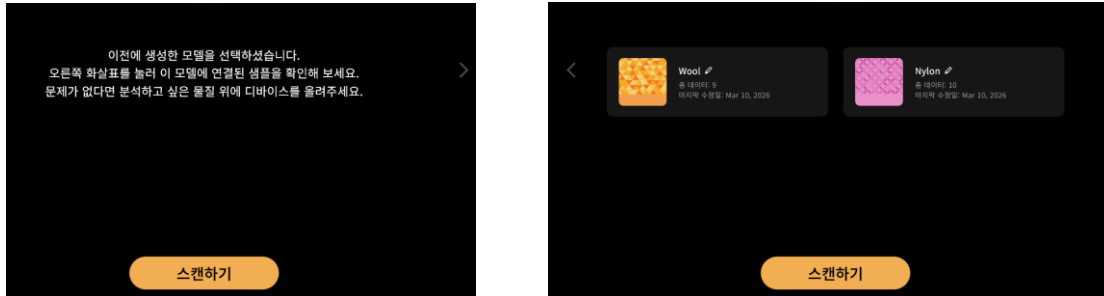 이전에 생성한 모델을 선택하셨습니다.
오른쪽 화살표를 눌러 이 모델에 연결된 샘플을 확인해 보세요.
문제가 없다면 분석하고 싶은 물질 위에 디바이스를 올려주세요.
스캔하기
Wool
총 데이터: 9
마지막 수정일: Mar 10, 2026
Nylon
총 데이터: 10
마지막 수정일: Mar 10, 2026
스캔하기